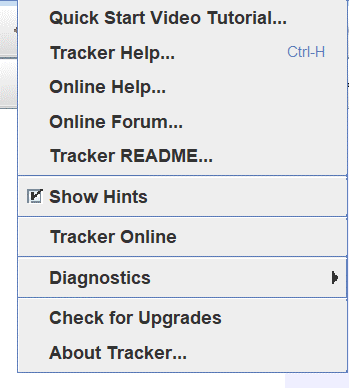 Quick Start Video Tutorial...
Tracker Help... Ctrl-H
Online Help...
Online Forum...
Tracker README...
Show Hints
Tracker Online
Diagnostics
Check for Upgrades
About Tracker...